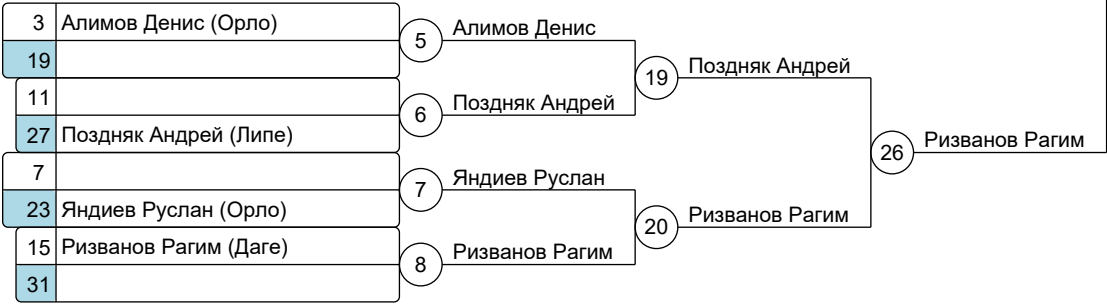 3 Алимов Денис (Орло)
19
5 Алимов Денис
11
27 Поздняк Андрей (Липе)
6 Поздняк Андрей
19 Поздняк Андрей
7
23 Яндиев Руслан (Орло)
7 Яндиев Руслан
15 Ризванов Рагим (Даге)
31
8 Ризванов Рагим
20 Ризванов Рагим
26 Ризванов Рагим